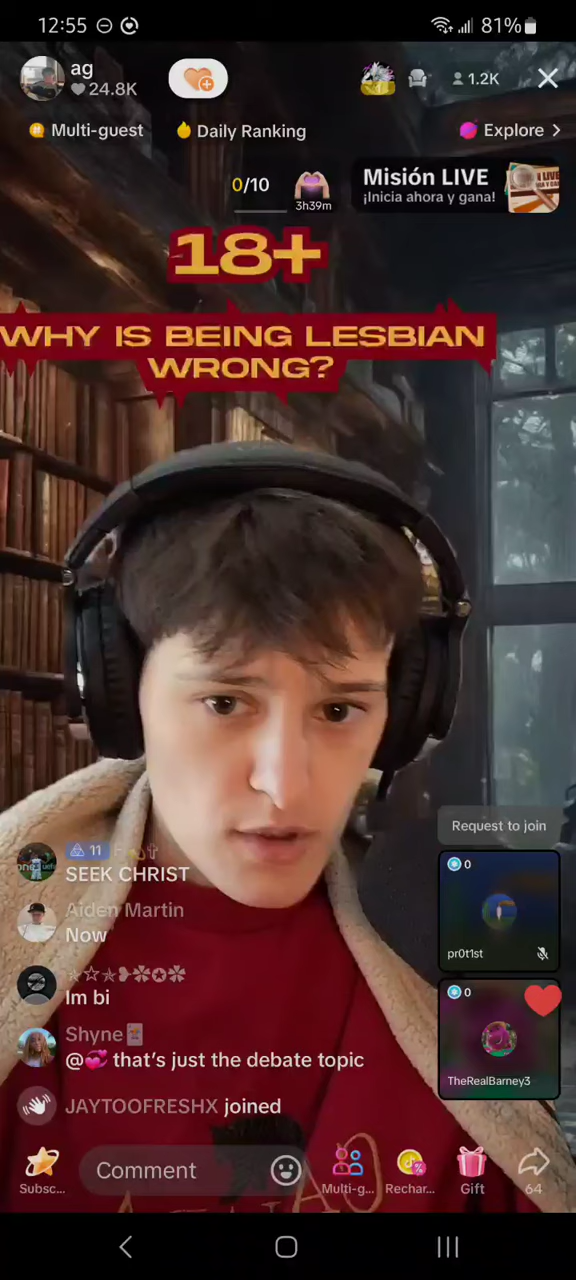 12:55
81%
ag
24.8K
1.2K
Multi-guest
Daily Ranking
Explore
0/10
3h39m
Misión LIVE
¡Inicia ahora y gana!
18+
WHY IS BEING LESBIAN
WRONG?
Request to join
11
SEEK CHRIST
Aiden Martin
Now
Im bi
Shyne
@💞 that's just the debate topic
JAYTOOFRESHX joined
0
pr0t1st
0
TheRealBarney3
Subsc...
Comment
Multi-g...
Rechar...
Gift
64